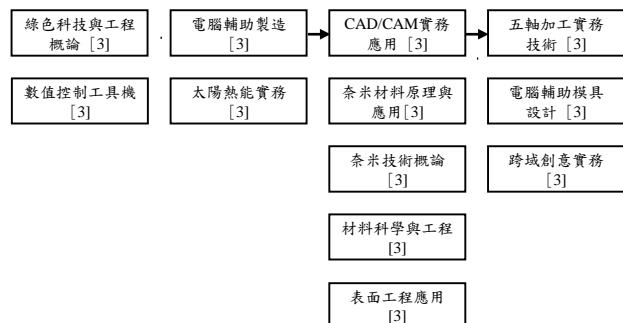 綠色科技與工程
概論 [3]
電腦輔助製造
[3]
CAD/CAM實務
應用 [3]
五軸加工實務
技術 [3]
數值控制工具機
[3]
太陽熱能實務
[3]
奈米材料原理與
應用[3]
電腦輔助模具
設計 [3]
奈米技術概論
[3]
跨域創意實務
[3]
材料科學與工程
[3]
表面工程應用
[3]